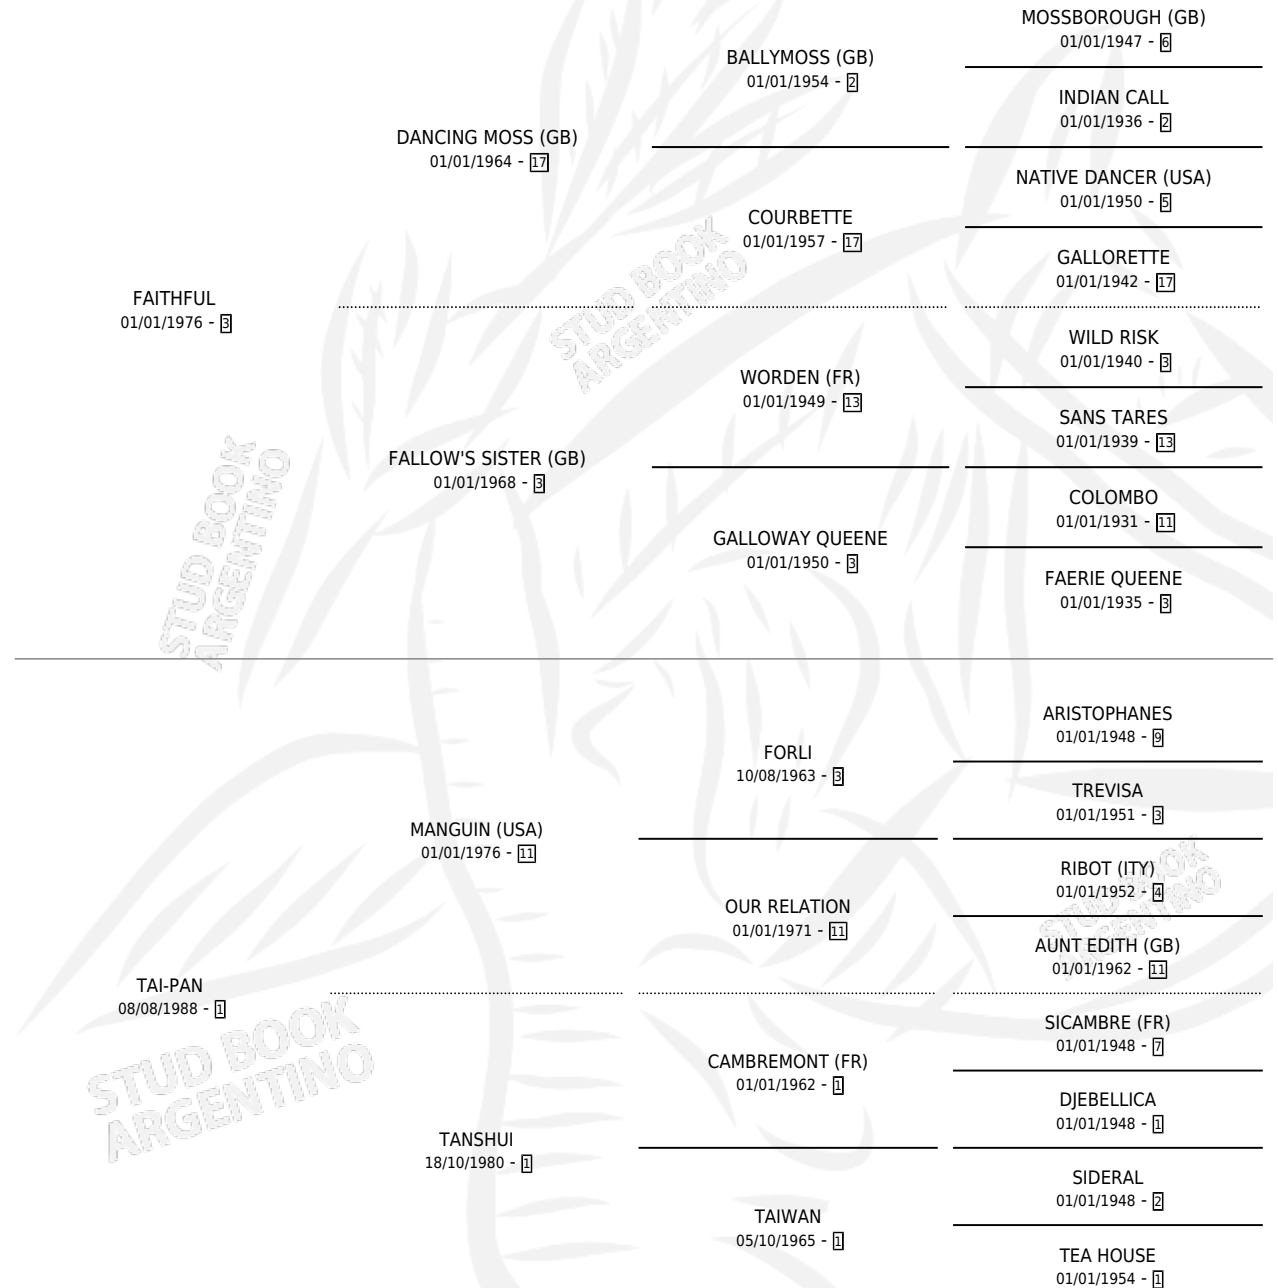 MOSSBOROUGH (GB)
01/01/1947 - 6
BALLYMOSS (GB)
01/01/1954 - 2
INDIAN CALL
01/01/1936 - 2
DANCING MOSS (GB)
01/01/1964 - 17
NATIVE DANCER (USA)
01/01/1950 - 5
COURBETTE
01/01/1957 - 17
GALLORETTE
01/01/1942 - 17
FAITHFUL
01/01/1976 - 3
WILD RISK
01/01/1940 - 3
WORDEN (FR)
01/01/1949 - 13
SANS TARES
01/01/1939 - 13
FALLOW'S SISTER (GB)
01/01/1968 - 3
COLOMBO
01/01/1931 - 11
GALLOWAY QUEENE
01/01/1950 - 3
FAERIE QUEENE
01/01/1935 - 3
STUD BOOK
ARGENTINO
STUD BOOK
ARGENTINO
ARISTOPHANES
01/01/1948 - 9
FORLI
10/08/1963 - 3
TREVISA
01/01/1951 - 3
MANGUIN (USA)
01/01/1976 - 11
RIBOT (ITY)
01/01/1952 - 4
OUR RELATION
01/01/1971 - 11
AUNT EDITH (GB)
01/01/1962 - 11
TAI-PAN
08/08/1988 - 1
SICAMBRE (FR)
01/01/1948 - 7
CAMBREMONT (FR)
01/01/1962 - 1
DJEBELLICA
01/01/1948 - 1
TANSHUI
18/10/1980 - 1
SIDERAL
01/01/1948 - 2
TAIWAN
05/10/1965 - 1
TEA HOUSE
01/01/1954 - 1
STUD BOOK
ARGENTINO
STUD BOOK
ARGENTINO